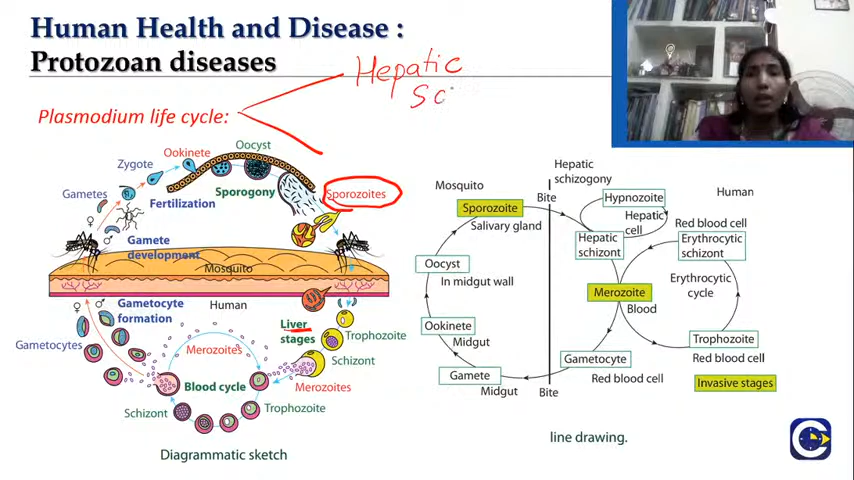 Human Health and Disease :
Protozoan diseases
Hepatic
Sc
Plasmodium life cycle:
Oocyst
Ookinete
Zygote
Sporogony
Sporozoites
Gametes
Fertilization
♀
♂
Gamete
development
Mosquito
Human
Gametocyte
formation
♀
♂
Liver
stages
Trophozoite
Gametocytes
Merozoites
Schizont
Blood cycle
Merozoites
Schizont
Trophozoite
Diagrammatic sketch
Hepatic
schizogony
Mosquito
Bite
Hypnozoite
Human
Sporozoite
Salivary gland
Hepatic
cell
Red blood cell
Hepatic
schizont
Erythrocytic
schizont
Oocyst
In midgut wall
Erythrocytic
cycle
Merozoite
Blood
Ookinete
Midgut
Trophozoite
Red blood cell
Gametocyte
Red blood cell
Gamete
Midgut
Bite
Invasive stages
line drawing.